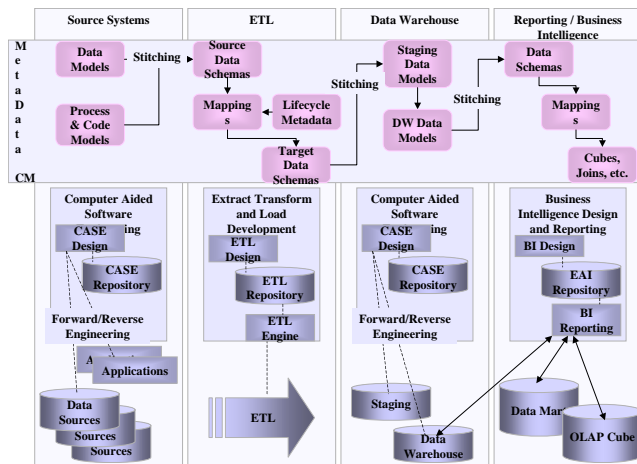 Source Systems
ETL
Data Warehouse
Reporting / Business
Intelligence
M
e
t
a
D
a
t
a
CM
Data
Models
Process
& Code
Models
Stitching
Source
Data
Schemas
Mapping
s
Lifecycle
Metadata
Target
Data
Schemas
Stitching
Staging
Data
Models
DW Data
Models
Stitching
Data
Schemas
Mapping
s
Cubes,
Joins, etc.
Computer Aided
Software
CASE Design
CASE
Repository
Forward/Reverse
Engineering
Applications
Data
Sources
Sources
Sources
Extract Transform
and Load
Development
ETL
Design
ETL
Repository
ETL
Engine
ETL
Computer Aided
Software
CASE Design
CASE
Repository
Forward/Reverse
Engineering
Staging
Data
Warehouse
Business
Intelligence Design
and Reporting
BI Design
EAI
Repository
BI
Reporting
Data Mart
OLAP Cube